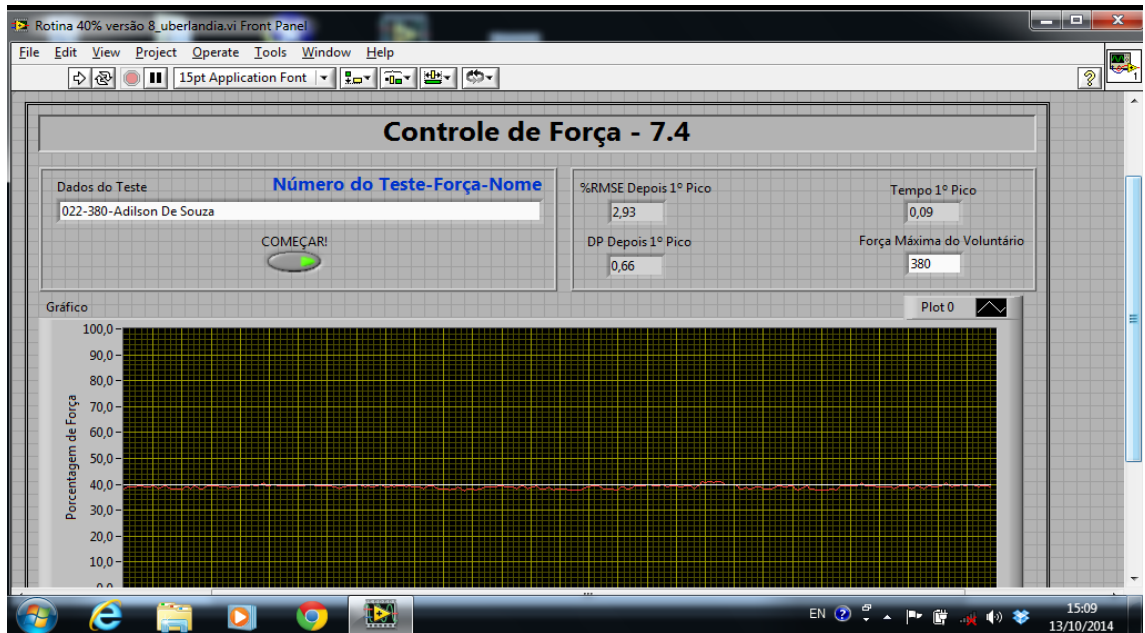 Rotina 40% versão 8_uberlandia.vi Front Panel
File Edit View Project Operate Tools Window Help
15pt Application Font
1
Controle de Força - 7.4
Dados do Teste
Número do Teste-Força-Nome
022-380-Adilson De Souza
COMEÇAR!
%RMSE Depois 1º Pico
2,93
Tempo 1º Pico
0,09
DP Depois 1º Pico
0,66
Força Máxima do Voluntário
380
Gráfico
Plot 0
Porcentagem de Força
100,0
90,0
80,0
70,0
60,0
50,0
40,0
30,0
20,0
10,0
EN
15:09
13/10/2014